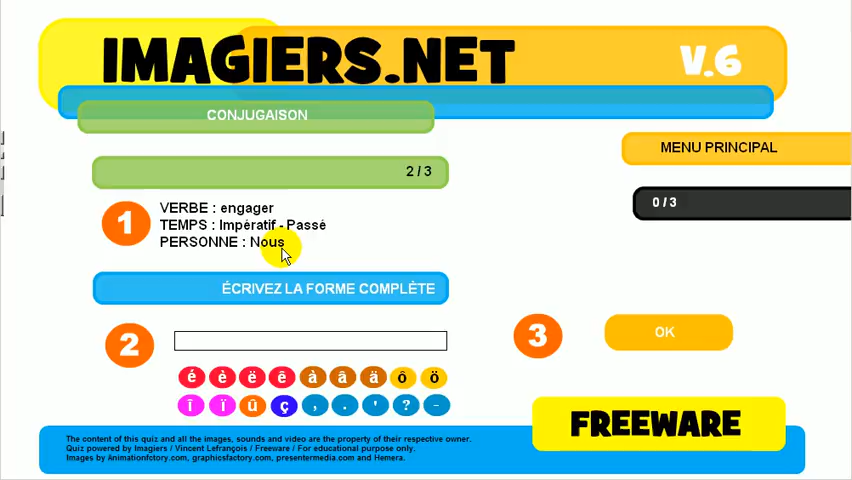 IMAGIERS.NET
V.6
CONJUGAISON
MENU PRINCIPAL
2 / 3
0 / 3
1
VERBE : engager
TEMPS : Impératif - Passé
PERSONNE : Nous
ÉCRIVEZ LA FORME COMPLÈTE
2
3
OK
é è ë ê à â ä ô ö
î ï û ç , . ' ? -
FREEWARE
The content of this quiz and all the images, sounds and video are the property of their respective owner.
Quiz powered by Imagiers / Vincent Lefrançois / Freeware / For educational purpose only.
Images by Animationfctory.com, graphicsfactory.com, presentermedia.com and Hemera.